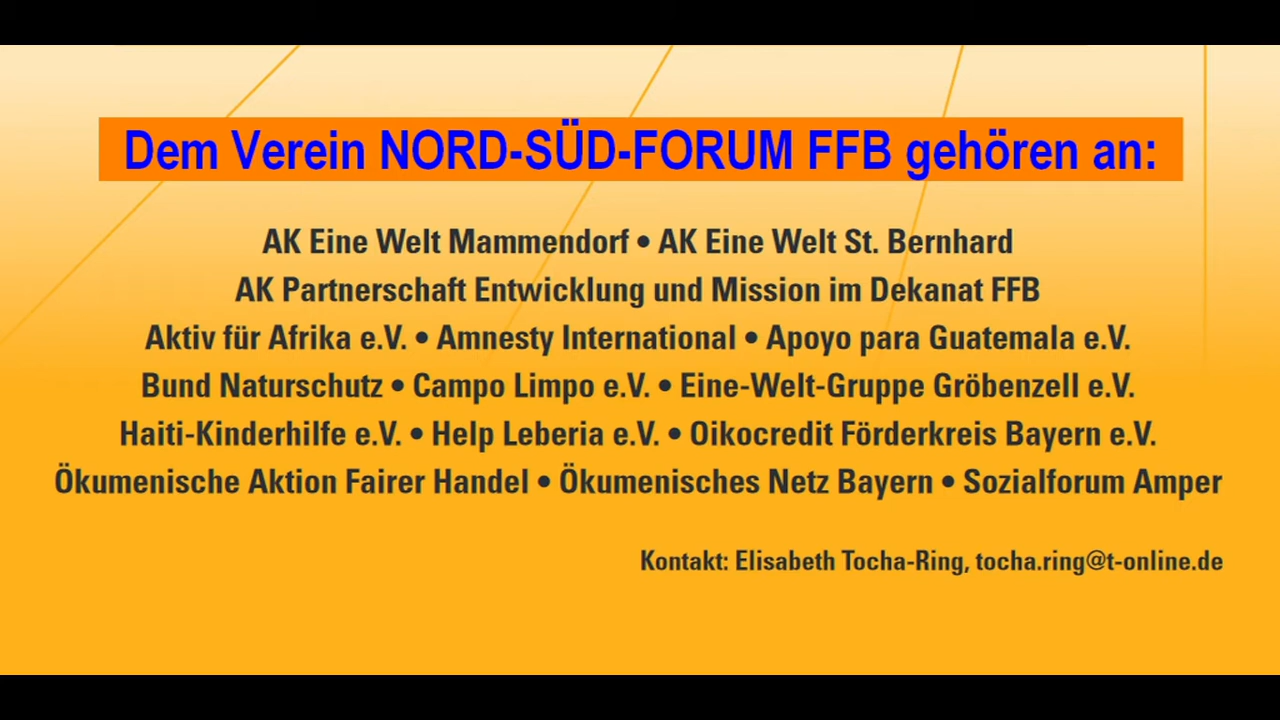 Dem Verein NORD-SÜD-FORUM FFB gehören an:
AK Eine Welt Mammendorf • AK Eine Welt St. Bernhard
AK Partnerschaft Entwicklung und Mission im Dekanat FFB
Aktiv für Afrika e.V. • Amnesty International • Apoyo para Guatemala e.V.
Bund Naturschutz • Campo Limpo e.V. • Eine-Welt-Gruppe Gröbenzell e.V.
Haiti-Kinderhilfe e.V. • Help Leberia e.V. • Oikocredit Förderkreis Bayern e.V.
Ökumenische Aktion Fairer Handel • Ökumenisches Netz Bayern • Sozialforum Amper
Kontakt: Elisabeth Tocha-Ring, tocha.ring@t-online.de